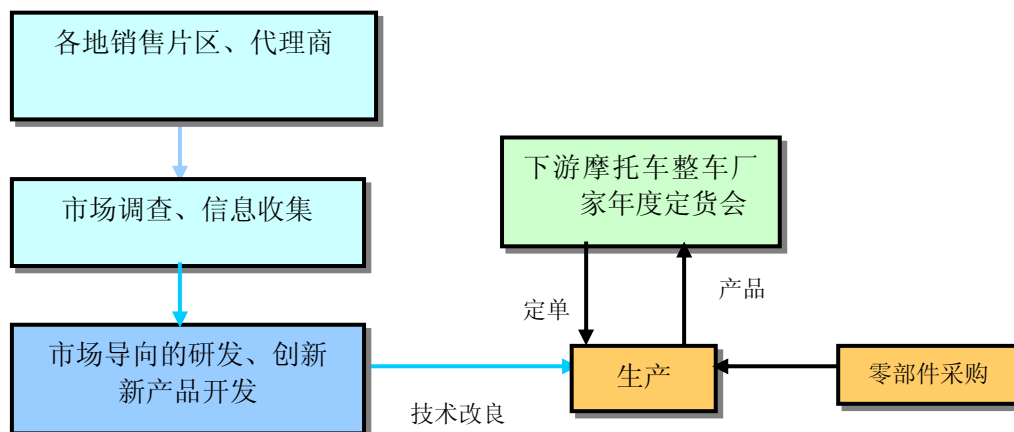 各地销售片区、代理商
市场调查、信息收集
市场导向的研发、创新
新产品开发
下游摩托车整车厂
家年度定货会
定单
产品
生产
零部件采购
技术改良